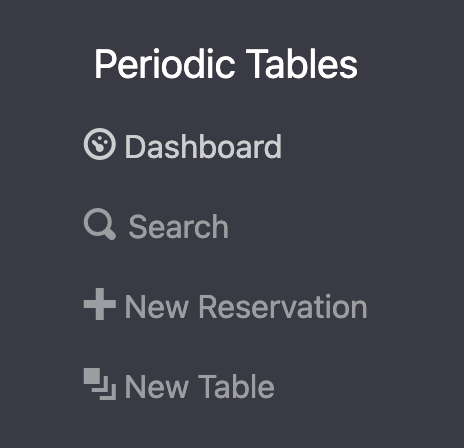 Periodic Tables
Dashboard
Search
New Reservation
New Table